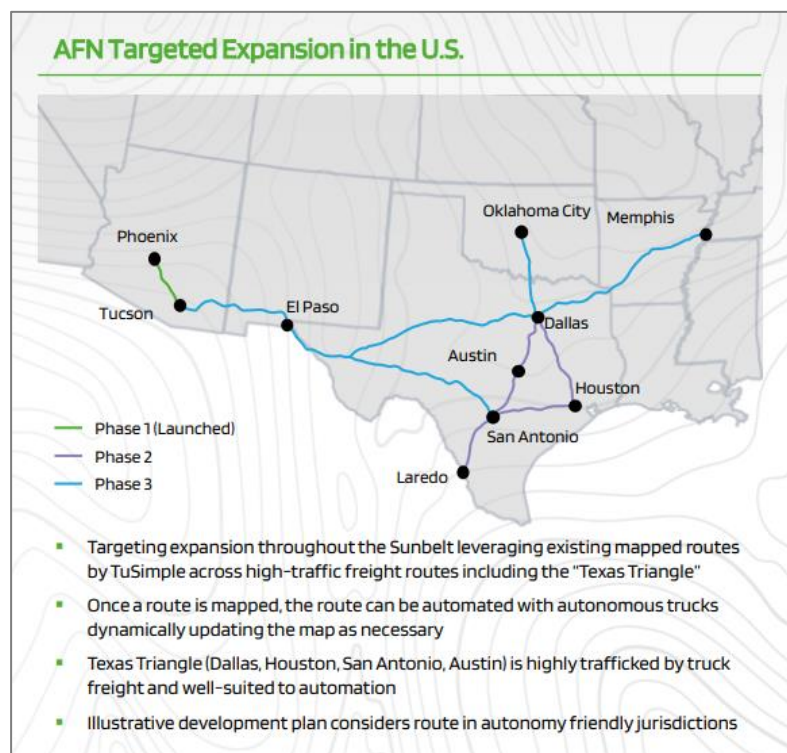 AFN Targeted Expansion in the U.S.
Oklahoma City
Memphis
Phoenix
Tucson
El Paso
Dallas
Austin
Houston
San Antonio
Laredo
Phase 1 (Launched)
Phase 2
Phase 3
▪ Targeting expansion throughout the Sunbelt leveraging existing mapped routes
by TuSimple across high-traffic freight routes including the "Texas Triangle"
▪ Once a route is mapped, the route can be automated with autonomous trucks
dynamically updating the map as necessary
▪ Texas Triangle (Dallas, Houston, San Antonio, Austin) is highly trafficked by truck
freight and well-suited to automation
▪ Illustrative development plan considers route in autonomy friendly jurisdictions